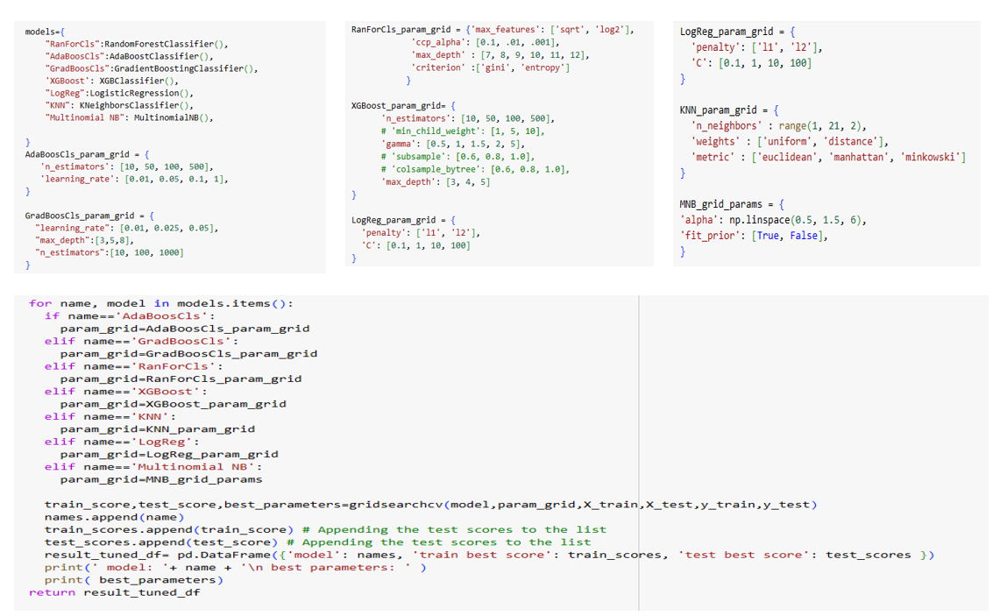 models={
"RanForCls":RandomForestClassifier(),
"AdaBoosCls":AdaBoostClassifier(),
"GradBoosCls":GradientBoostingClassifier(),
'XGBoost': XGBClassifier(),
"LogReg":LogisticRegression(),
"KNN": KNeighborsClassifier(),
"Multinomial NB": MultinomialNB(),
}
AdaBoosCls_param_grid = {
'n_estimators': [10, 50, 100, 500],
'learning_rate': [0.01, 0.05, 0.1, 1],
}
GradBoosCls_param_grid = {
"learning_rate": [0.01, 0.025, 0.05],
"max_depth":[3,5,8],
"n_estimators":[10, 100, 1000]
}
RanForCls_param_grid = {'max_features': ['sqrt', 'log2'],
'ccp_alpha': [0.1, .01, .001],
'max_depth' : [7, 8, 9, 10, 11, 12],
'criterion' :['gini', 'entropy']
}
XGBoost_param_grid= {
'n_estimators': [10, 50, 100, 500],
# 'min_child_weight': [1, 5, 10],
'gamma': [0.5, 1, 1.5, 2, 5],
# 'subsample': [0.6, 0.8, 1.0],
# 'colsample_bytree': [0.6, 0.8, 1.0],
'max_depth': [3, 4, 5]
}
LogReg_param_grid = {
'penalty': ['l1', 'l2'],
'C': [0.1, 1, 10, 100]
}
LogReg_param_grid = {
'penalty': ['l1', 'l2'],
'C': [0.1, 1, 10, 100]
}
KNN_param_grid = {
'n_neighbors' : range(1, 21, 2),
'weights' : ['uniform', 'distance'],
'metric' : ['euclidean', 'manhattan', 'minkowski']
}
MNB_grid_params = {
'alpha': np.linspace(0.5, 1.5, 6),
'fit_prior': [True, False],
}
for name, model in models.items():
if name=='AdaBoosCls':
param_grid=AdaBoosCls_param_grid
elif name=='GradBoosCls':
param_grid=GradBoosCls_param_grid
elif name=='RanForCls':
param_grid=RanForCls_param_grid
elif name=='XGBoost':
param_grid=XGBoost_param_grid
elif name=='KNN':
param_grid=KNN_param_grid
elif name=='LogReg':
param_grid=LogReg_param_grid
elif name=='Multinomial NB':
param_grid=MNB_grid_params
train_score,test_score,best_parameters=gridsearchcv(model,param_grid,X_train,X_test,y_train,y_test)
names.append(name)
train_scores.append(train_score) # Appending the test scores to the list
test_scores.append(test_score) # Appending the test scores to the list
result_tuned_df= pd.DataFrame({'model': names, 'train best score': train_scores, 'test best score': test_scores })
print(' model: '+ name + '\n best parameters: ' )
print( best_parameters)
return result_tuned_df